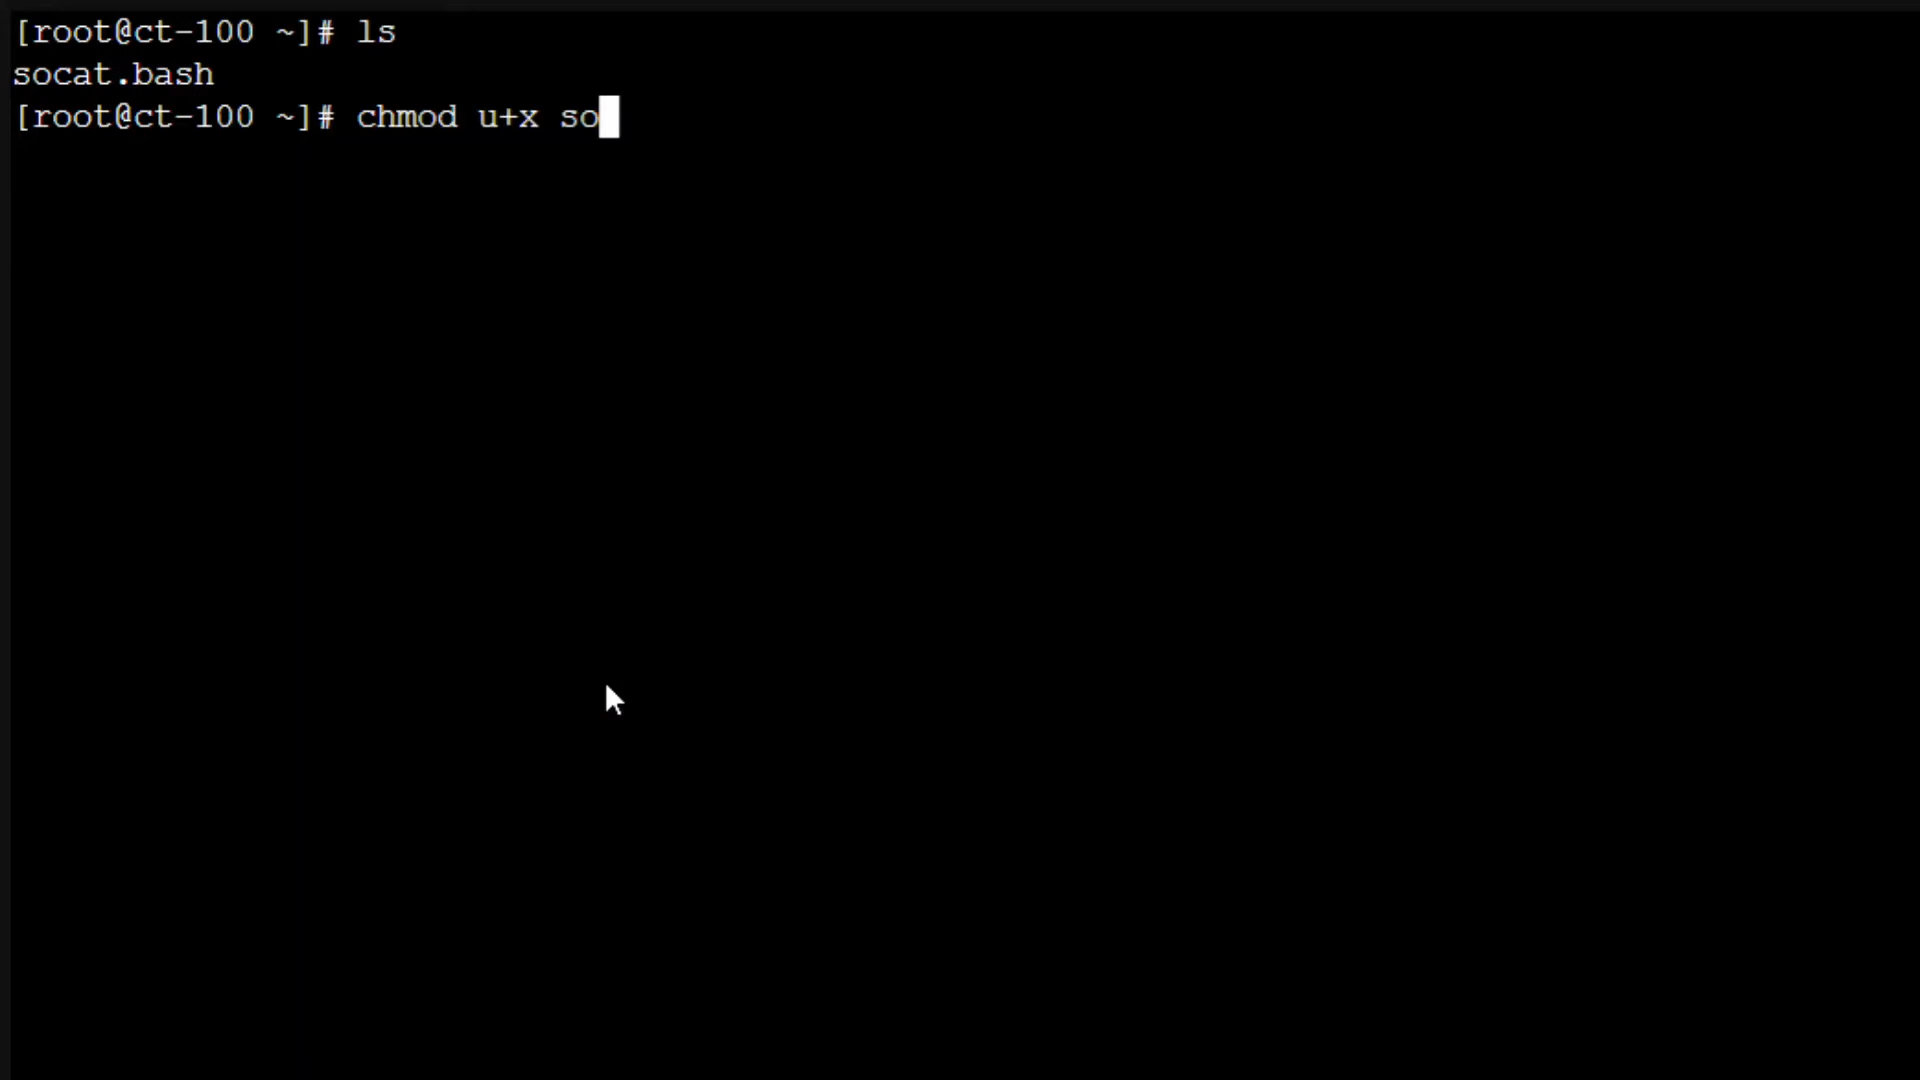 [root@ct-100 ~]# ls
socat.bash
[root@ct-100 ~]# chmod u+x so